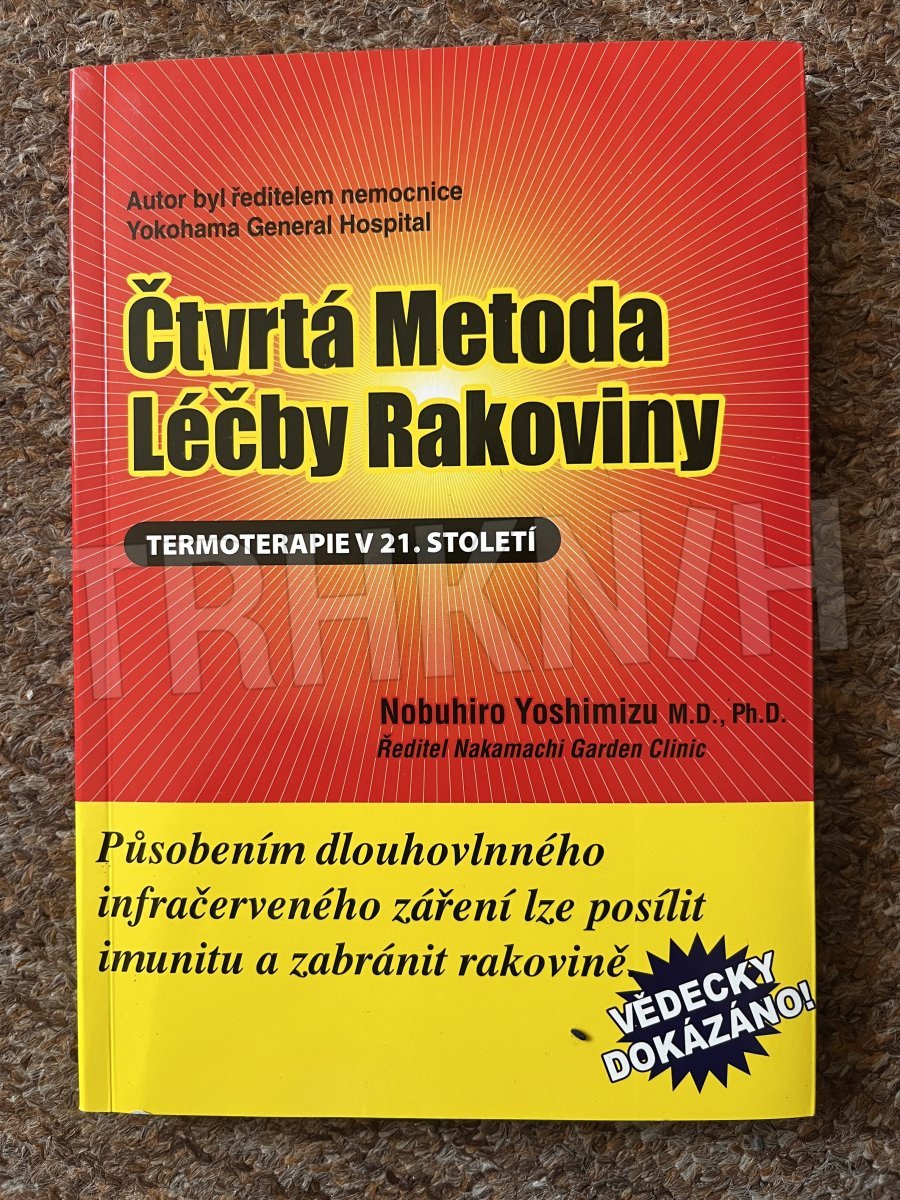 Autor byl ředitelem nemocnice
Yokohama General Hospital
Čtvrtá Metoda
Léčby Rakoviny
TERMOTERAPIE V 21. STOLETÍ
TRHKN/H
Nobuhiro Yoshimizu M.D., Ph.D.
Ředitel Nakamachi Garden Clinic
Působením dlouhovlnného
infračerveného záření lze posílit
imunitu a zabránit rakovině
VĚDECKY
DOKÁZÁNO!